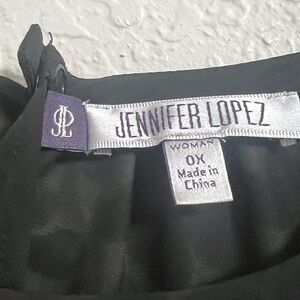 JL
JENNIFER LOPEZ
WOMAN
0X
Made in
China